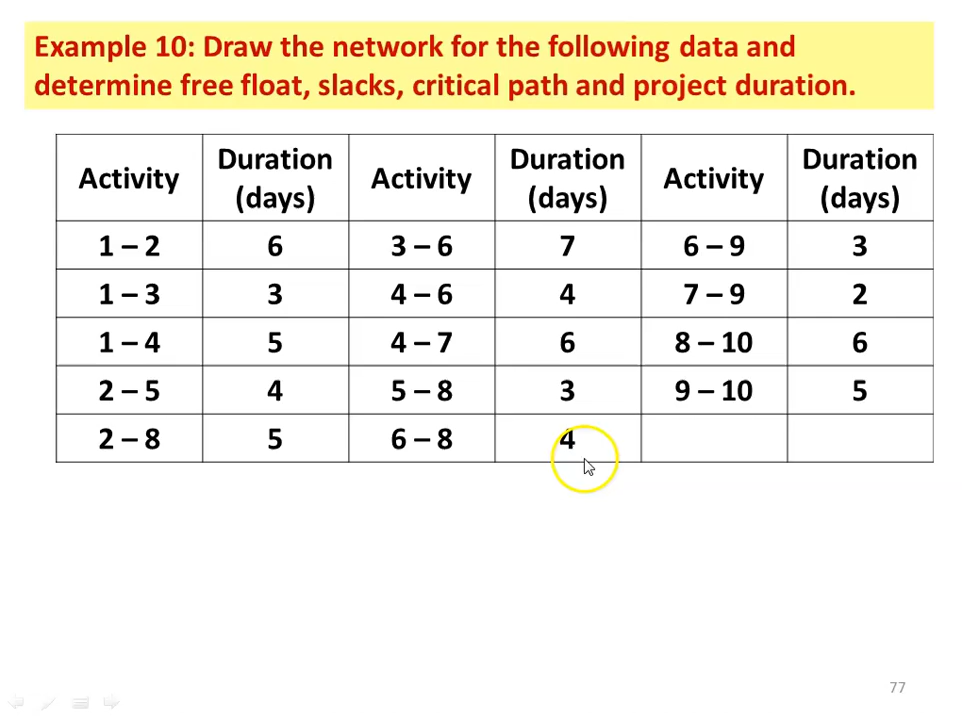 Example 10: Draw the network for the following data and
determine free float, slacks, critical path and project duration.
Activity Duration (days) Activity Duration (days) Activity Duration (days)
1 – 2 6 3 – 6 7 6 – 9 3
1 – 3 3 4 – 6 4 7 – 9 2
1 – 4 5 4 – 7 6 8 – 10 6
2 – 5 4 5 – 8 3 9 – 10 5
2 – 8 5 6 – 8 4
77